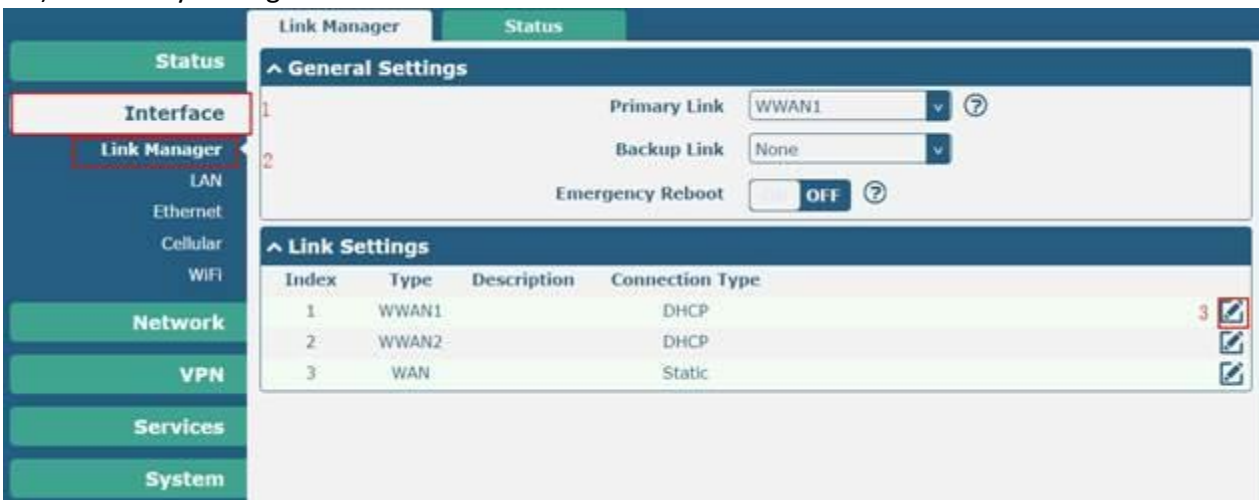 Link Manager Status
Status
Interface
Link Manager
LAN
Ethernet
Cellular
WiFi
Network
VPN
Services
System
1
2
General Settings
Primary Link WWAN1
Backup Link None
Emergency Reboot OFF
Link Settings
Index Type Description Connection Type
1 WWAN1 DHCP 3
2 WWAN2 DHCP
3 WAN Static